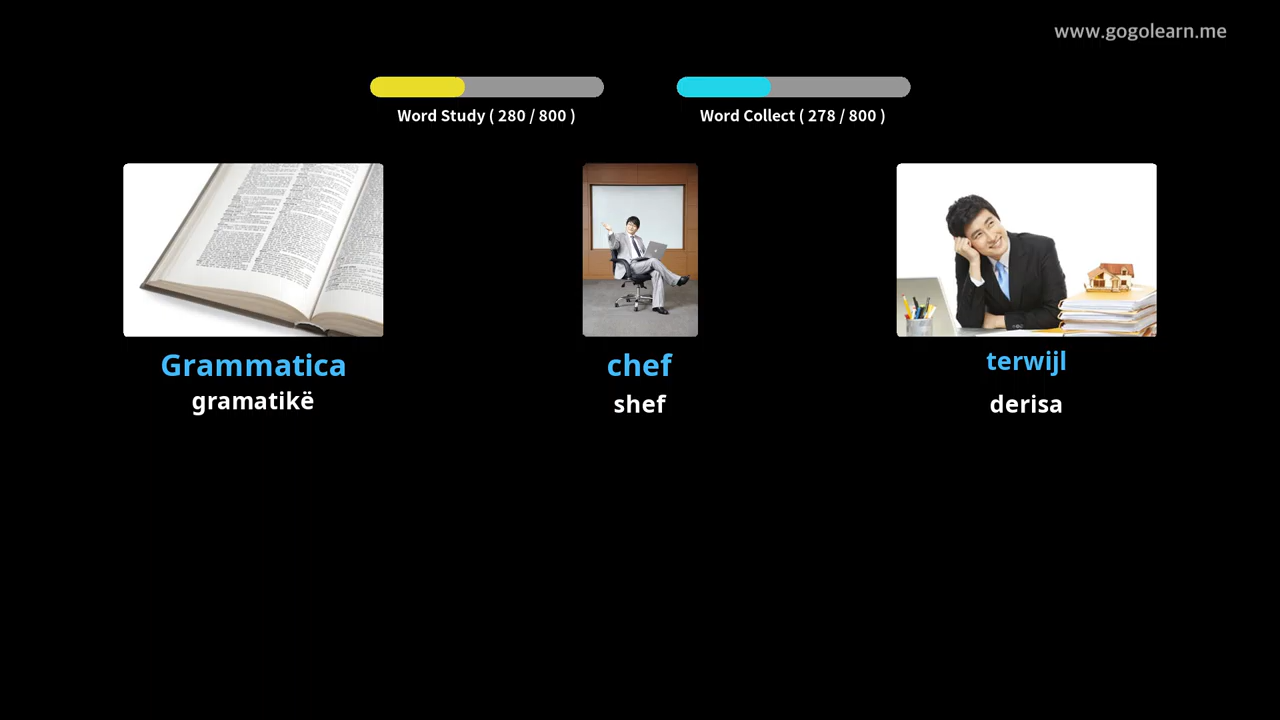 www.gogolearn.me
Word Study ( 280 / 800 )
Word Collect ( 278 / 800 )
Grammatica
gramatikë
chef
shef
terwijl
derisa